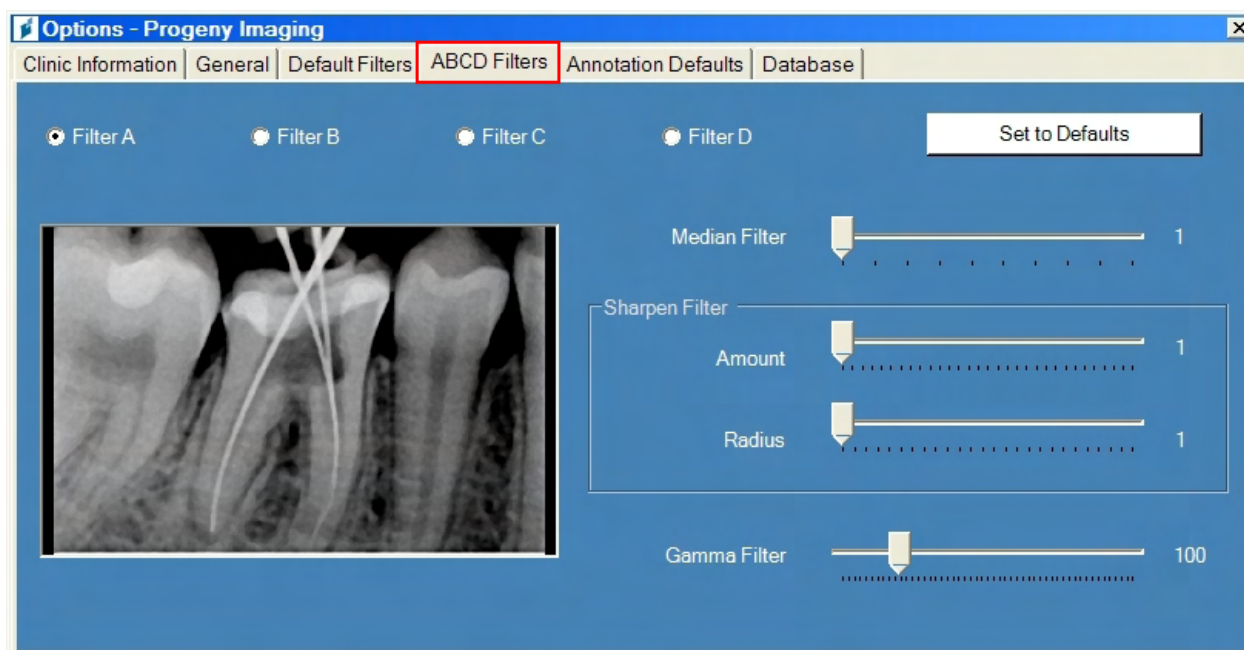 Options - Progeny Imaging
Clinic Information General Default Filters ABCD Filters Annotation Defaults Database
Filter A Filter B Filter C Filter D Set to Defaults
Median Filter 1
Sharpen Filter
Amount 1
Radius 1
Gamma Filter 100